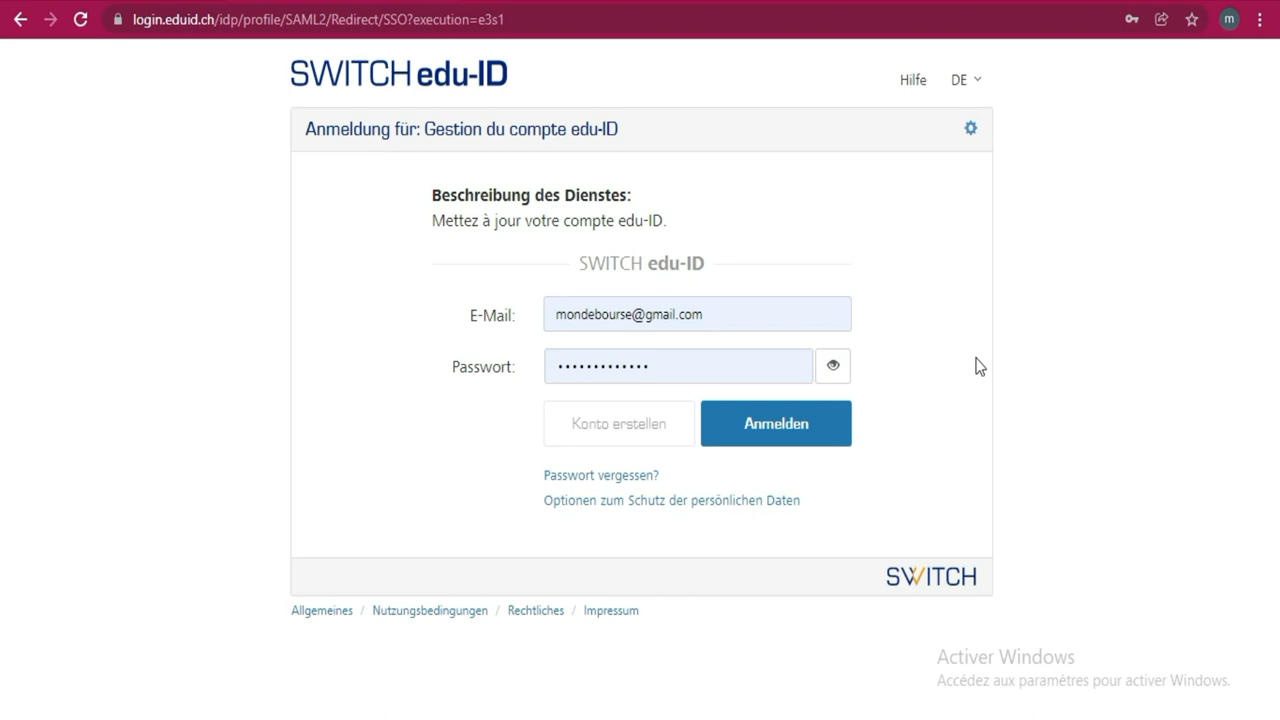 login.eduid.ch/idp/profile/SAML2/Redirect/SSO?execution=e3s1
m
SWITCH edu-ID
Hilfe
DE
Anmeldung für: Gestion du compte edu-ID
Beschreibung des Dienstes:
Mettez à jour votre compte edu-ID.
SWITCH edu-ID
E-Mail:
mondebourse@gmail.com
Passwort:
•••••••••••••
Konto erstellen
Anmelden
Passwort vergessen?
Optionen zum Schutz der persönlichen Daten
SWITCH
Allgemeines / Nutzungsbedingungen / Rechtliches / Impressum
Activer Windows
Accédez aux paramètres pour activer Windows.